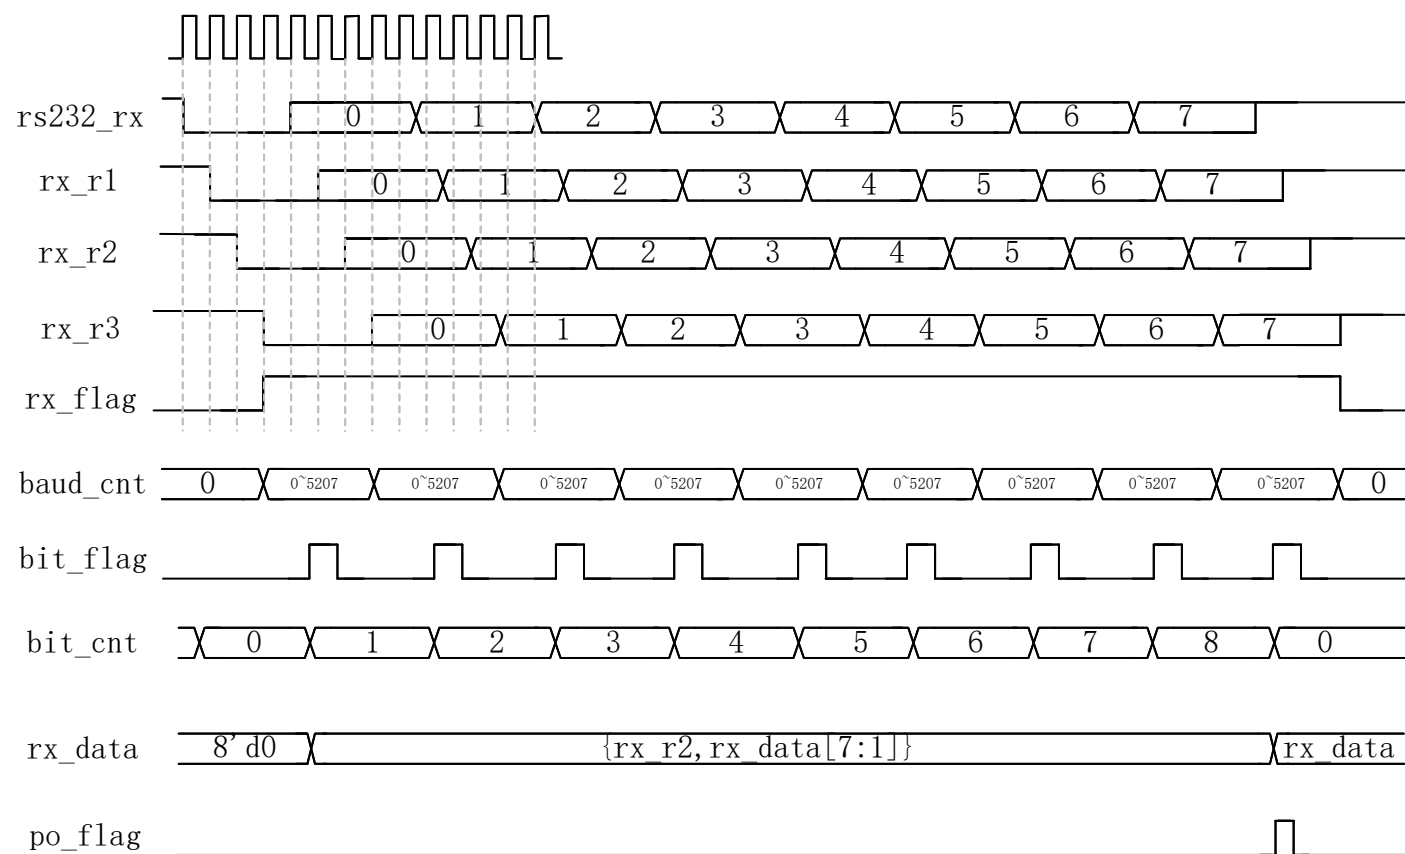 rs232_rx 0 1 2 3 4 5 6 7
rx_r1 0 1 2 3 4 5 6 7
rx_r2 0 1 2 3 4 5 6 7
rx_r3 0 1 2 3 4 5 6 7
rx_flag
baud_cnt 0 0~5207 0~5207 0~5207 0~5207 0~5207 0~5207 0~5207 0~5207 0~5207 0
bit_flag
bit_cnt 0 1 2 3 4 5 6 7 8 0
rx_data 8'd0 {rx_r2,rx_data[7:1]} rx_data
po_flag